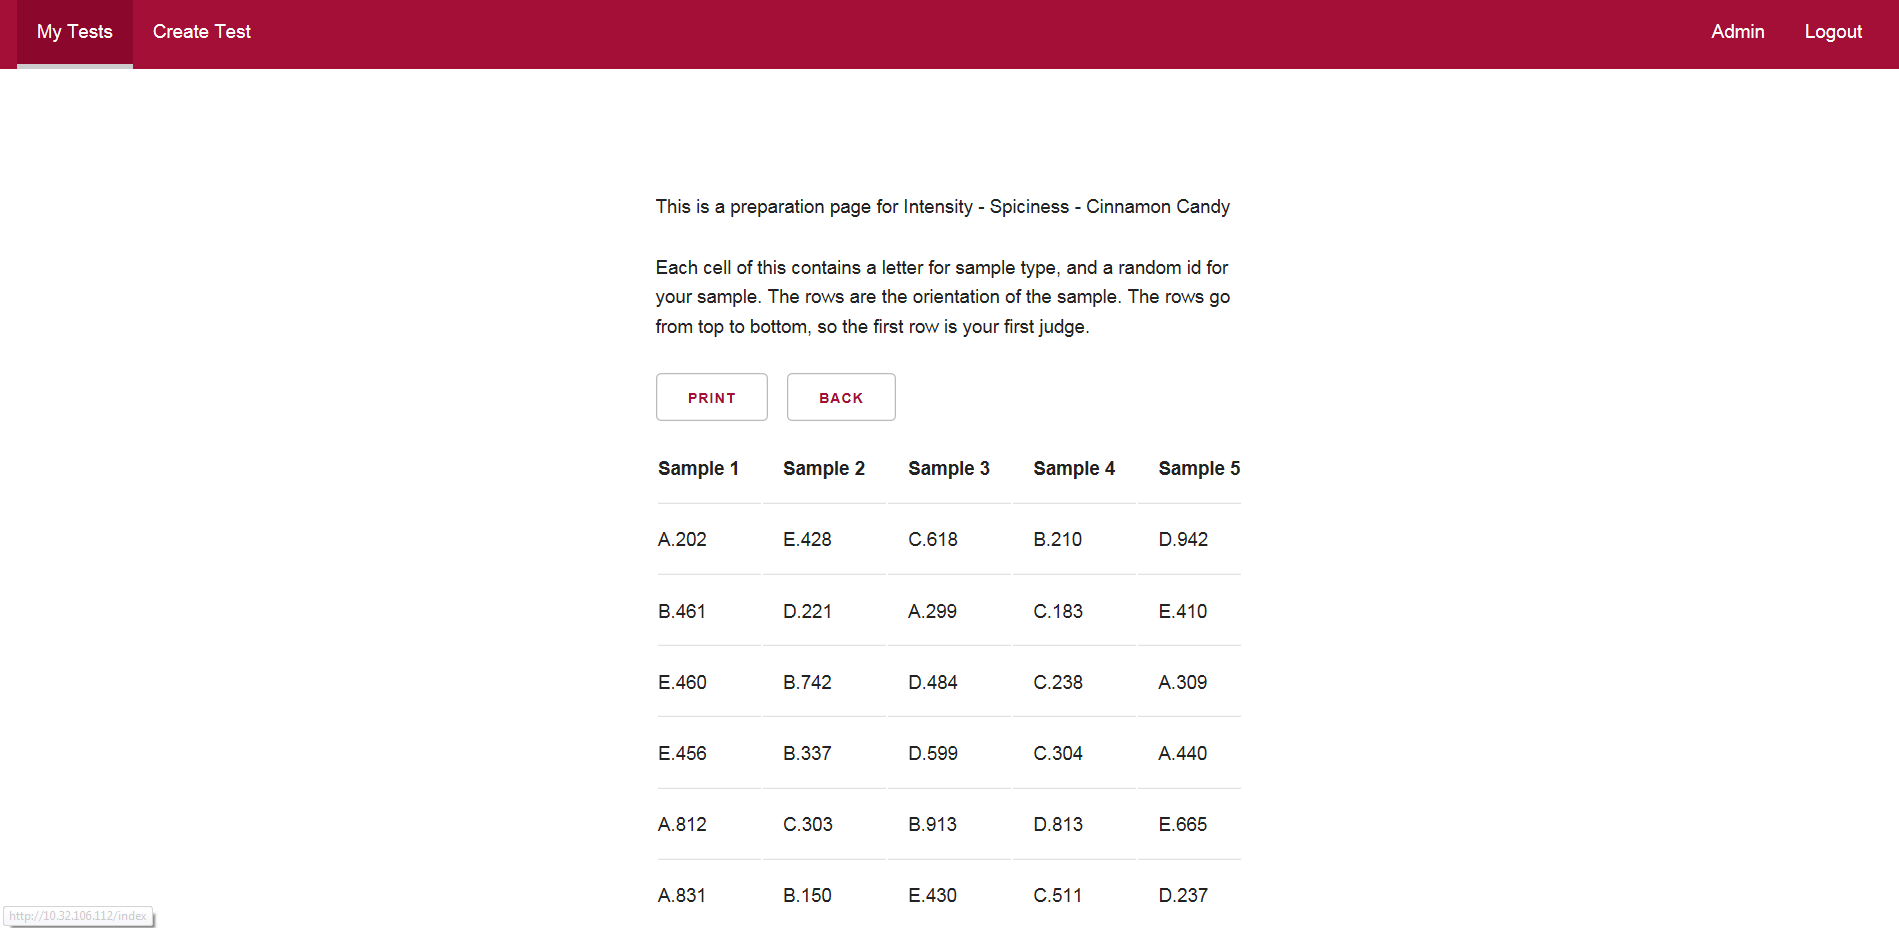 My Tests Create Test Admin Logout
This is a preparation page for Intensity - Spiciness - Cinnamon Candy
Each cell of this contains a letter for sample type, and a random id for
your sample. The rows are the orientation of the sample. The rows go
from top to bottom, so the first row is your first judge.
PRINT BACK
Sample 1 Sample 2 Sample 3 Sample 4 Sample 5
A.202 E.428 C.618 B.210 D.942
B.461 D.221 A.299 C.183 E.410
E.460 B.742 D.484 C.238 A.309
E.456 B.337 D.599 C.304 A.440
A.812 C.303 B.913 D.813 E.665
A.831 B.150 E.430 C.511 D.237
http://10.32.106.112/index